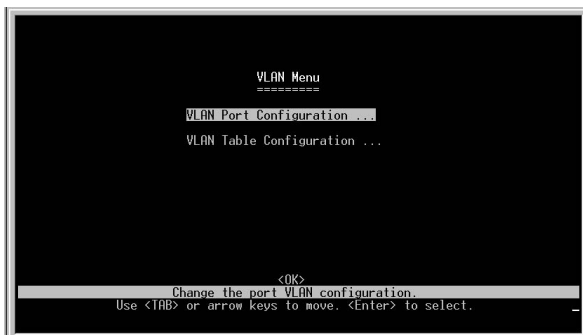 VLAN Menu
=========
VLAN Port Configuration ...
VLAN Table Configuration ...
<OK>
Change the port VLAN configuration.
Use <TAB> or arrow keys to move. <Enter> to select.